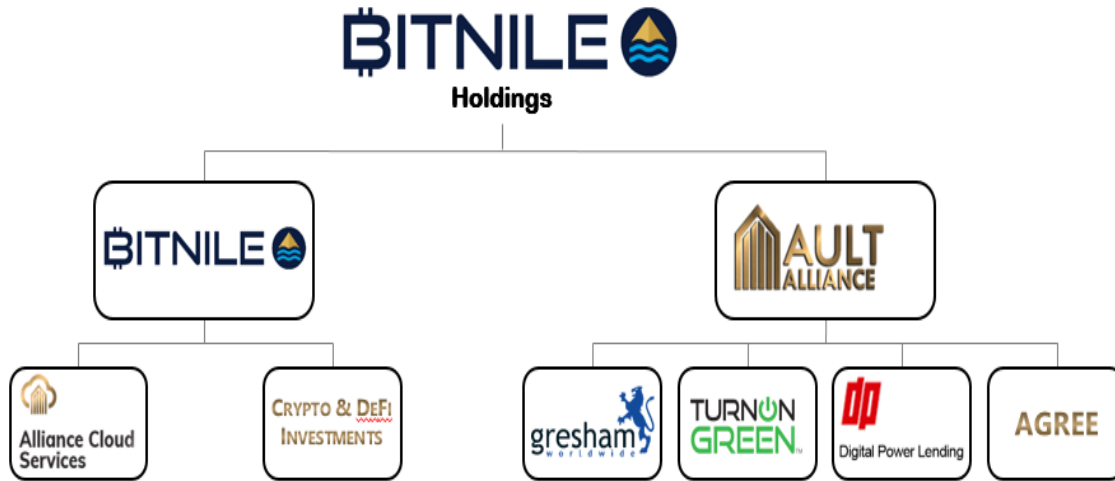 BITNILE
Holdings
BITNILE
AULT
ALLIANCE
Alliance Cloud
Services
CRYPTO & DEFI
INVESTMENTS
gresham
worldwide
TURNON
GREEN™
dp
Digital Power Lending
AGREE